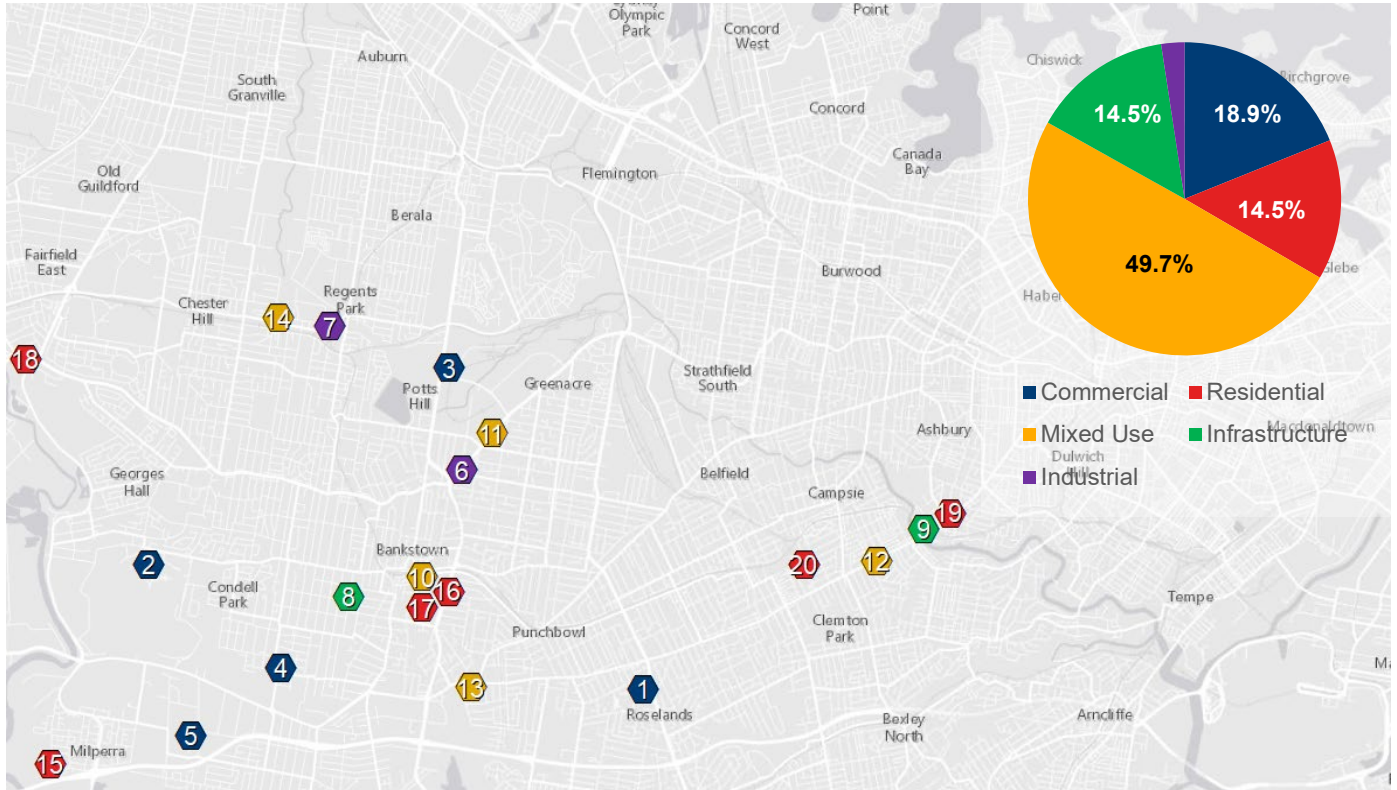 Olympic
Park
Point
Concord
West
Auburn
Chiswick
Birchgrove
South
Granville
Concord
14.5%
18.9%
Canada
Bay
Old
Guildford
Flemington
Berala
14.5%
Fairfield
East
49.7%
Glebe
Burwood
Regents
Park
Chester
Hill
14
7
18
3
Potts
Hill
Greenacre
Strathfield
South
Commercial
Residential
11
Ashbury
Mixed Use
Infrastructure
Macdonaldtown
Dulwich
Hill
6
Georges
Hall
Belfield
Industrial
Campsie
19
9
2
Bankstown
10
20
12
Condell
Park
8
16
17
Tempe
Punchbowl
Clemton
Park
4
13
1
Roselands
Bexley
North
Arncliffe
5
Milperra
15